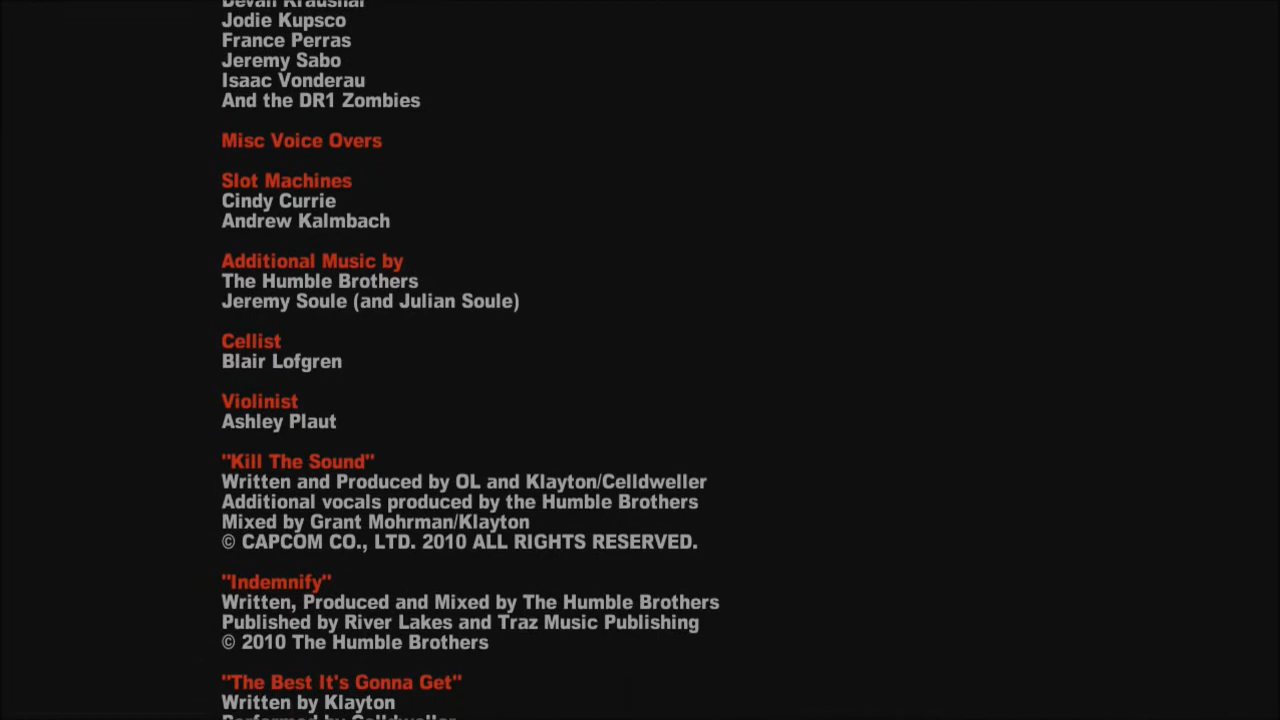 Devan Kraushar
Jodie Kupsco
France Perras
Jeremy Sabo
Isaac Vonderau
And the DR1 Zombies
Misc Voice Overs
Slot Machines
Cindy Currie
Andrew Kalmbach
Additional Music by
The Humble Brothers
Jeremy Soule (and Julian Soule)
Cellist
Blair Lofgren
Violinist
Ashley Plaut
"Kill The Sound"
Written and Produced by OL and Klayton/Celldweller
Additional vocals produced by the Humble Brothers
Mixed by Grant Mohrman/Klayton
© CAPCOM CO., LTD. 2010 ALL RIGHTS RESERVED.
"Indemnify"
Written, Produced and Mixed by The Humble Brothers
Published by River Lakes and Traz Music Publishing
© 2010 The Humble Brothers
"The Best It's Gonna Get"
Written by Klayton
Performed by Celldweller